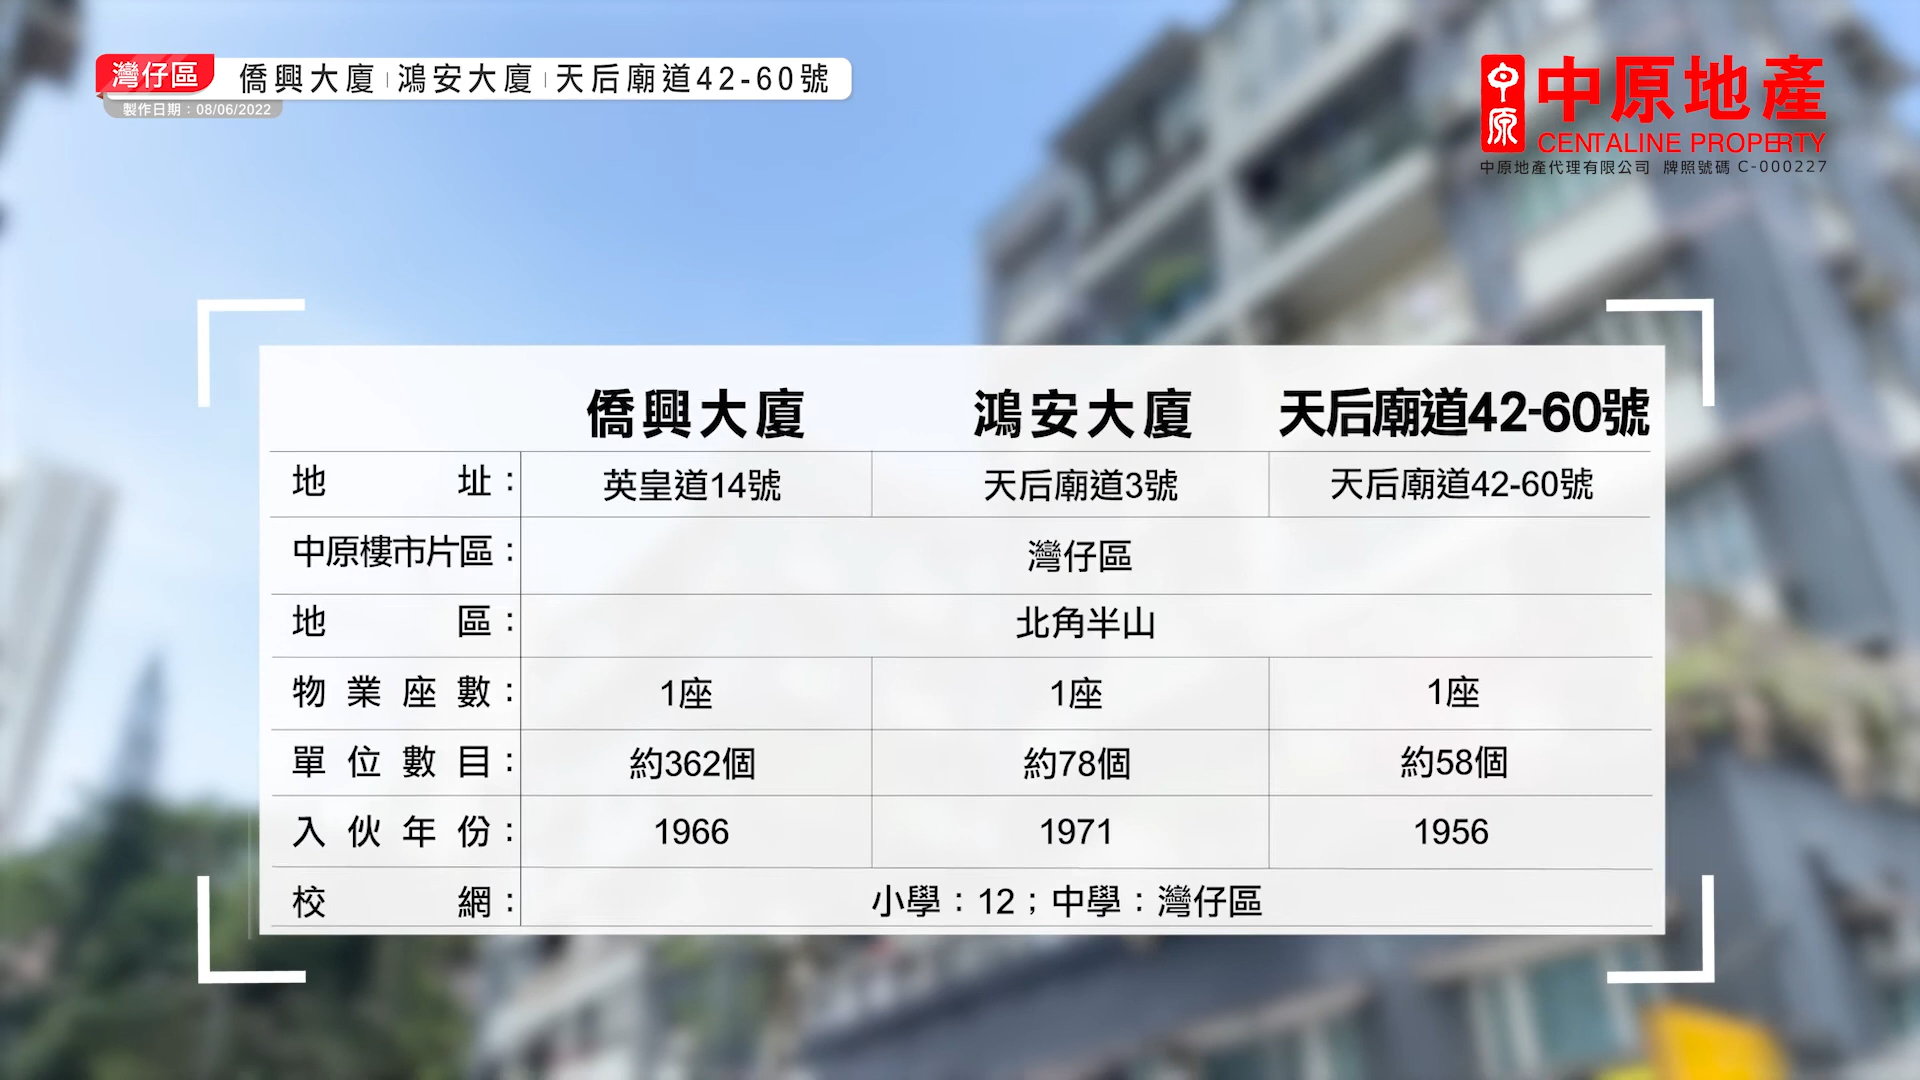 灣仔區
僑興大廈 | 鴻安大廈 | 天后廟道42-60號
製作日期：08/06/2022
中原 中原地產
CENTALINE PROPERTY
中原地產代理有限公司 牌照號碼 C-000227
僑興大廈 鴻安大廈 天后廟道42-60號
地址： 英皇道14號 天后廟道3號 天后廟道42-60號
中原樓市片區： 灣仔區
地區： 北角半山
物業座數： 1座 1座 1座
單位數目： 約362個 約78個 約58個
入伙年份： 1966 1971 1956
校網： 小學：12；中學：灣仔區